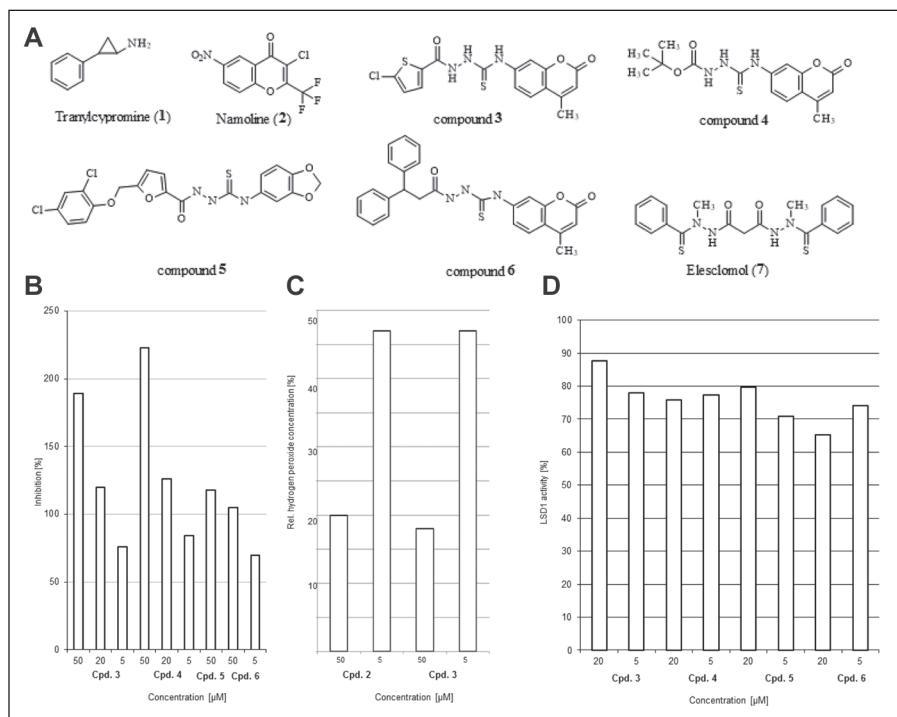 A
NH2
Tranylcypromine (1)
NO2
O
Cl
O
F
F
F
Namoline (2)
Cl
S
O
N
H
H
N
S
H
N
O
O
CH3
compound 3
CH3
H3C
H3C
O
O
N
H
H
N
S
H
N
O
O
CH3
compound 4
Cl
Cl
O
O
O
N
N
S
N
O
O
compound 5
O
N
N
S
N
O
O
CH3
compound 6
S
CH3
N
N
H
O
O
N
H
CH3
N
S
Elesclomol (7)
B
Inhibition [%]
250
200
150
100
50
0
50 20 5 50 20 5 50 50 5
Cpd. 3 Cpd. 4 Cpd. 5 Cpd. 6
Concentration [µM]
C
Rel. hydrogen peroxide concentration [%]
50
40
30
20
10
50 5 50 5
Cpd. 2 Cpd. 3
Concentration [µM]
D
LSD1 activity [%]
100
90
80
70
60
50
40
30
20
10
0
20 5 20 5 20 5 20 5
Cpd. 3 Cpd. 4 Cpd. 5 Cpd. 6
Concentration [µM]